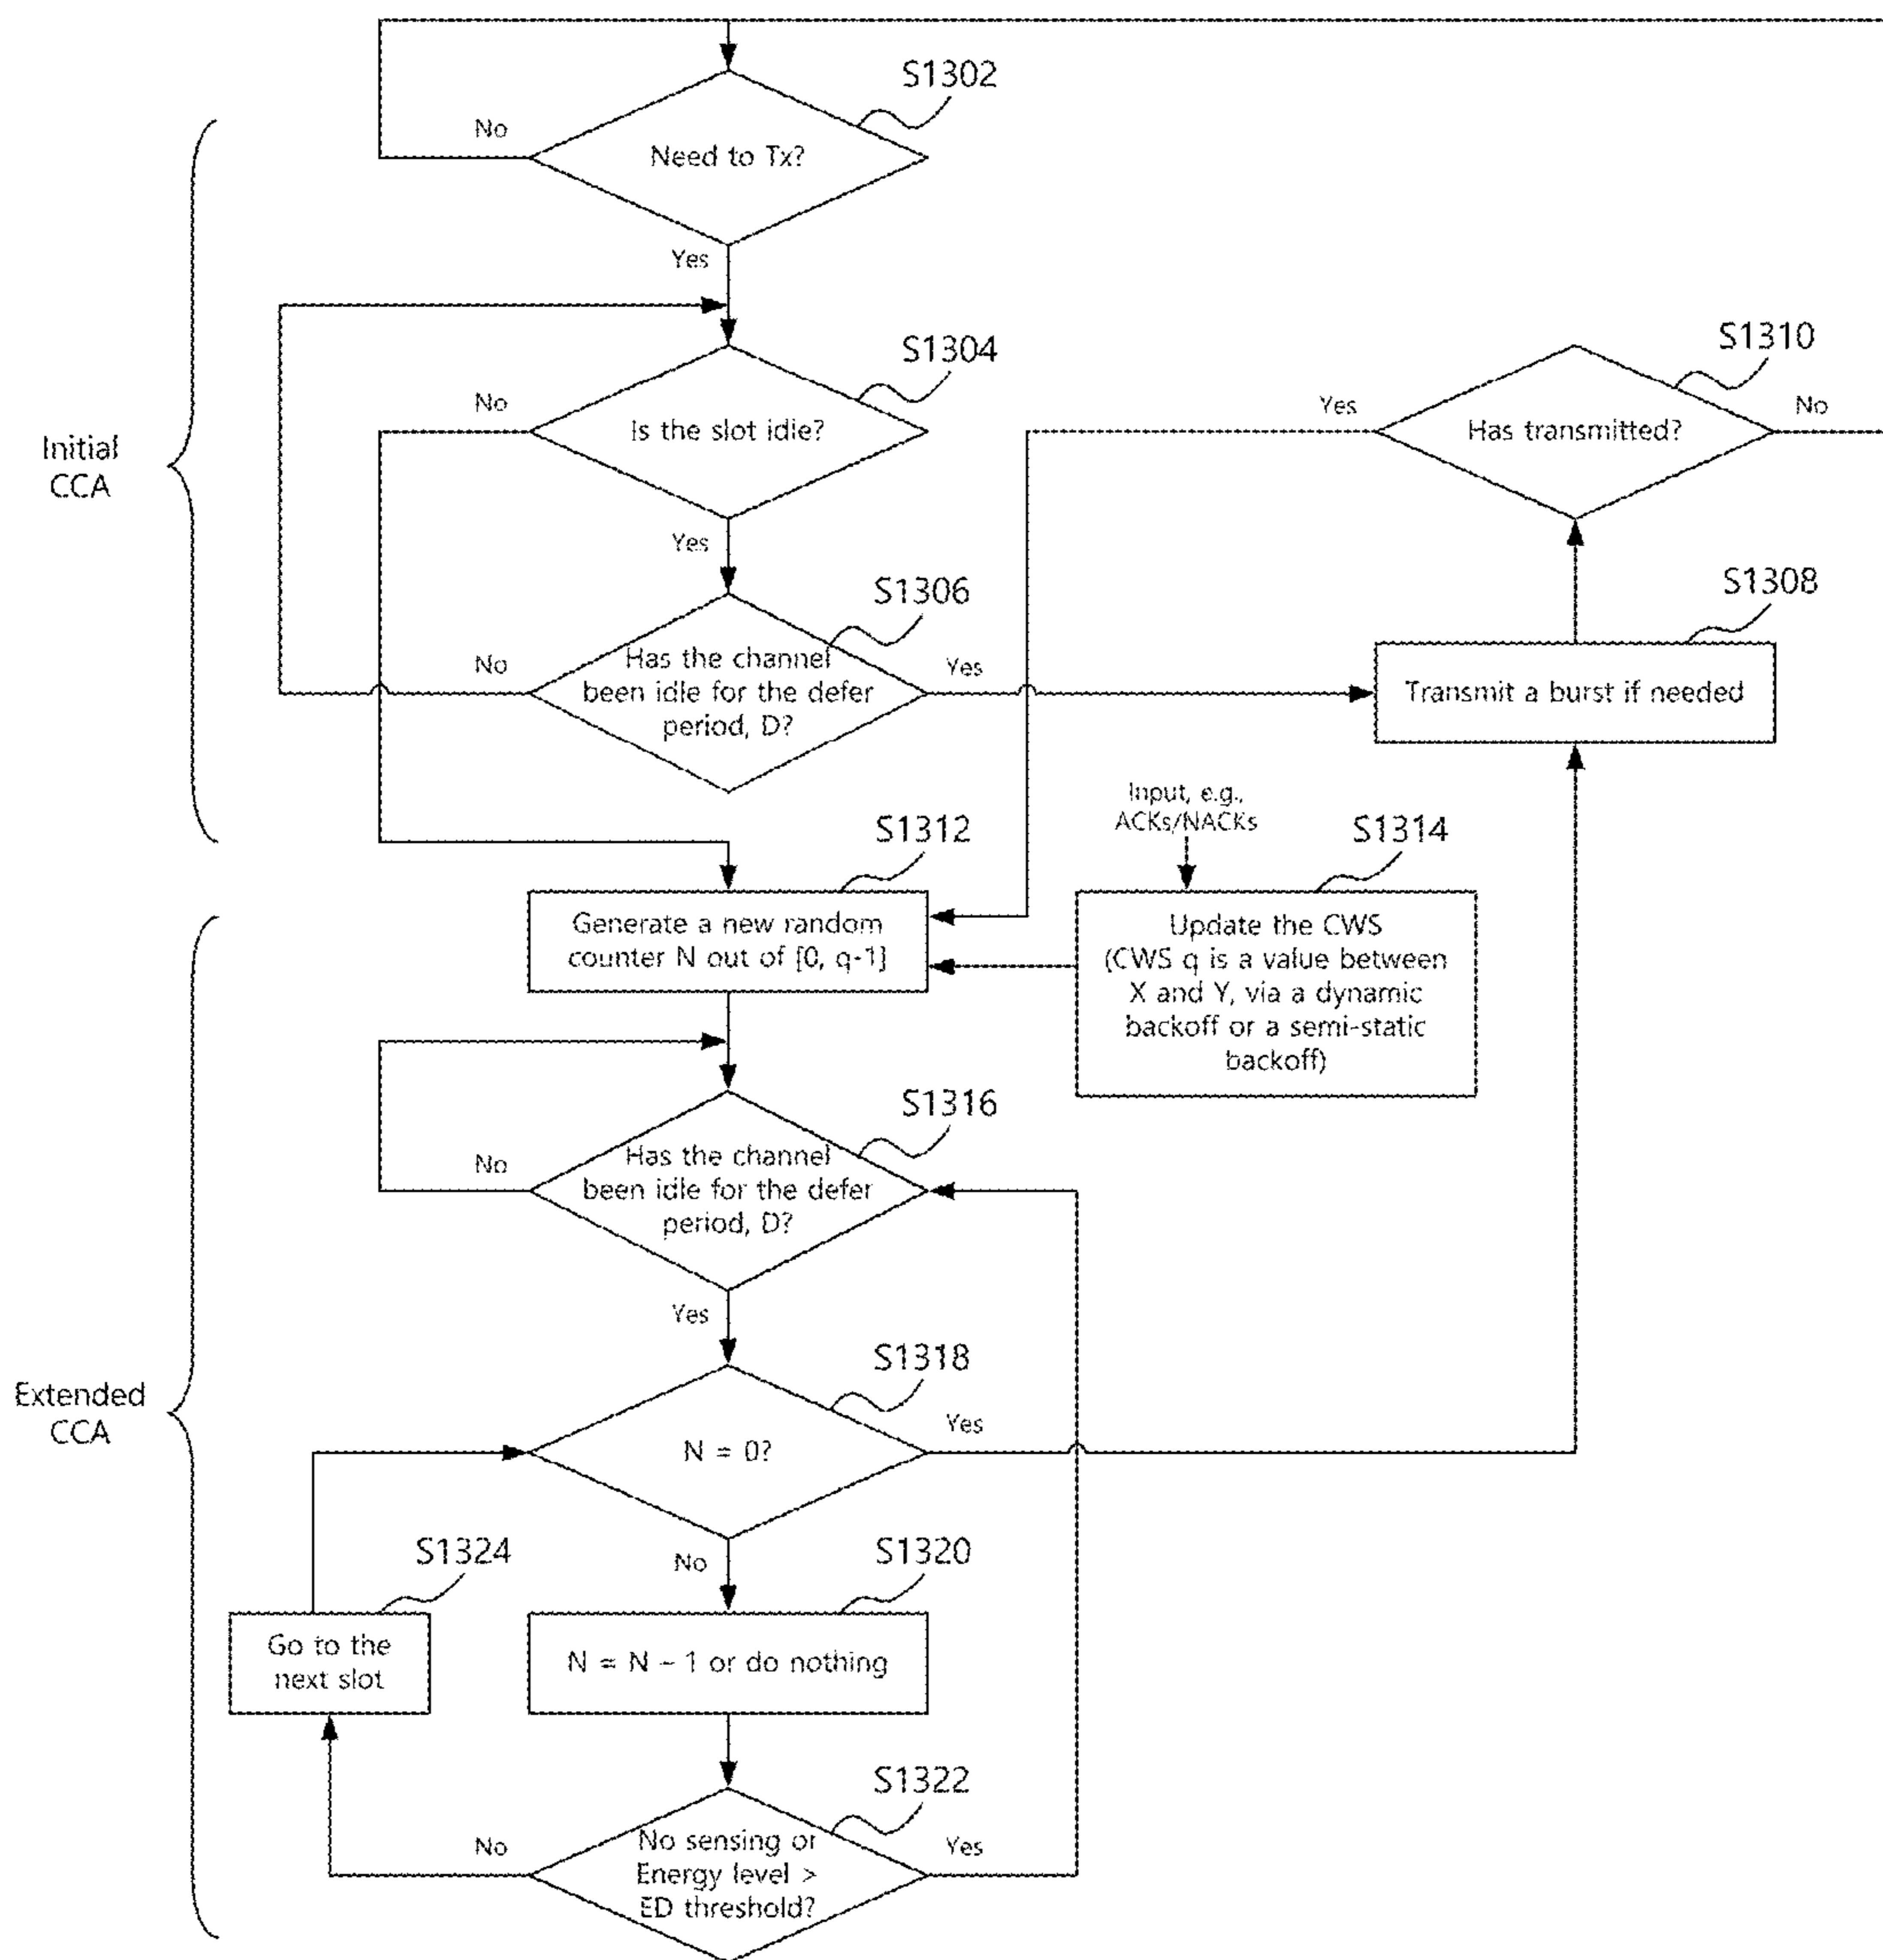 S1302
No
Need to Tx?
Yes
S1304
No
Is the slot idle?
Yes
S1310
Yes
Has transmitted?
No
Initial
CCA
S1306
No
Has the channel
been idle for the defer
period, D?
Yes
S1308
Transmit a burst if needed
Input, e.g.,
ACKs/NACKs
S1312
Generate a new random
counter N out of [0, q-1]
S1314
Update the CWS
(CWS q is a value between
X and Y, via a dynamic
backoff or a semi-static
backoff)
S1316
No
Has the channel
been idle for the defer
period, D?
Yes
Extended
CCA
S1318
N = 0?
Yes
No
S1324
Go to the
next slot
S1320
N = N - 1 or do nothing
S1322
No
No sensing or
Energy level >
ED threshold?
Yes